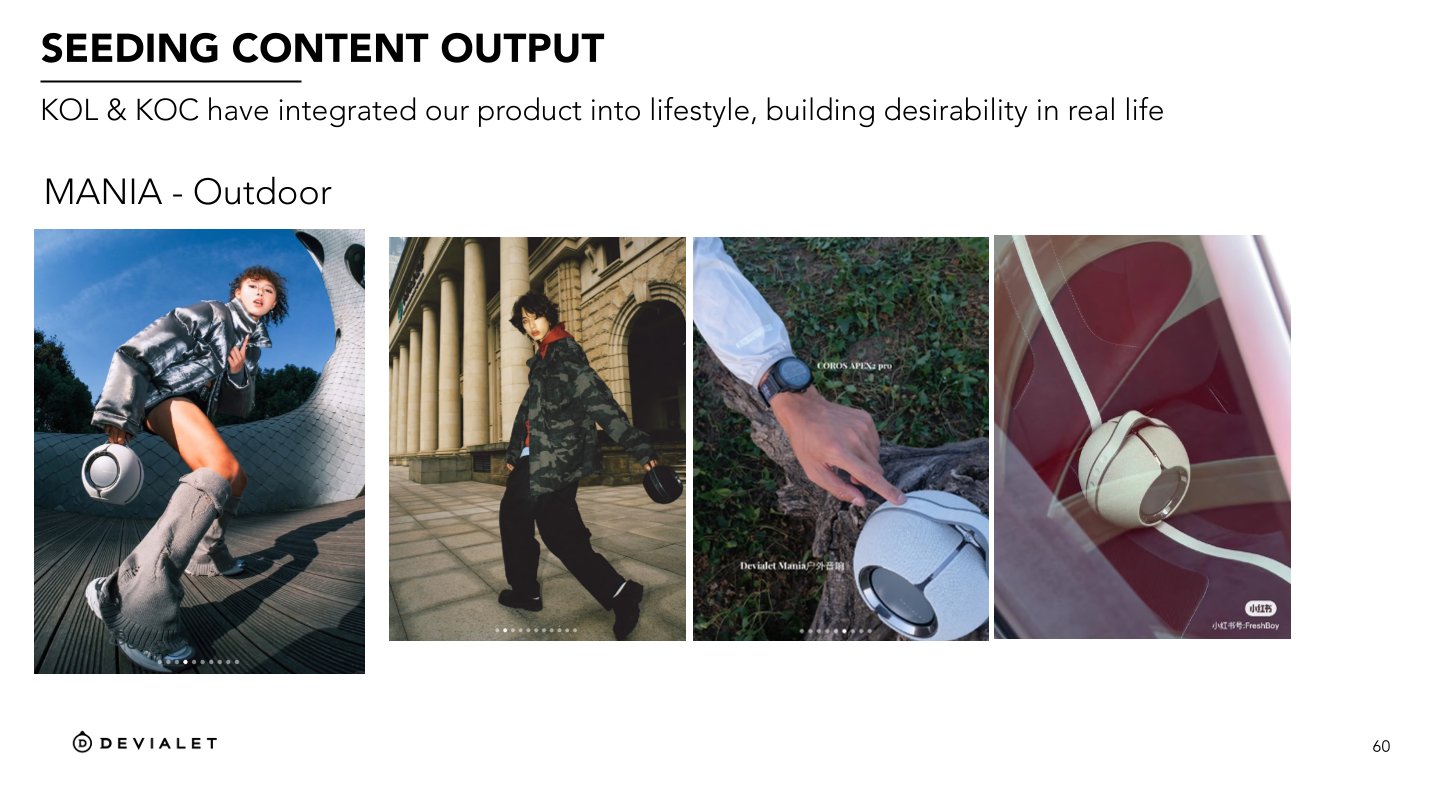 SEEDING CONTENT OUTPUT
KOL & KOC have integrated our product into lifestyle, building desirability in real life
MANIA - Outdoor
COROS APEX2 pro
Devialet Mania户外音响
小红书
小红书号:FreshBoy
DEVIALET
60